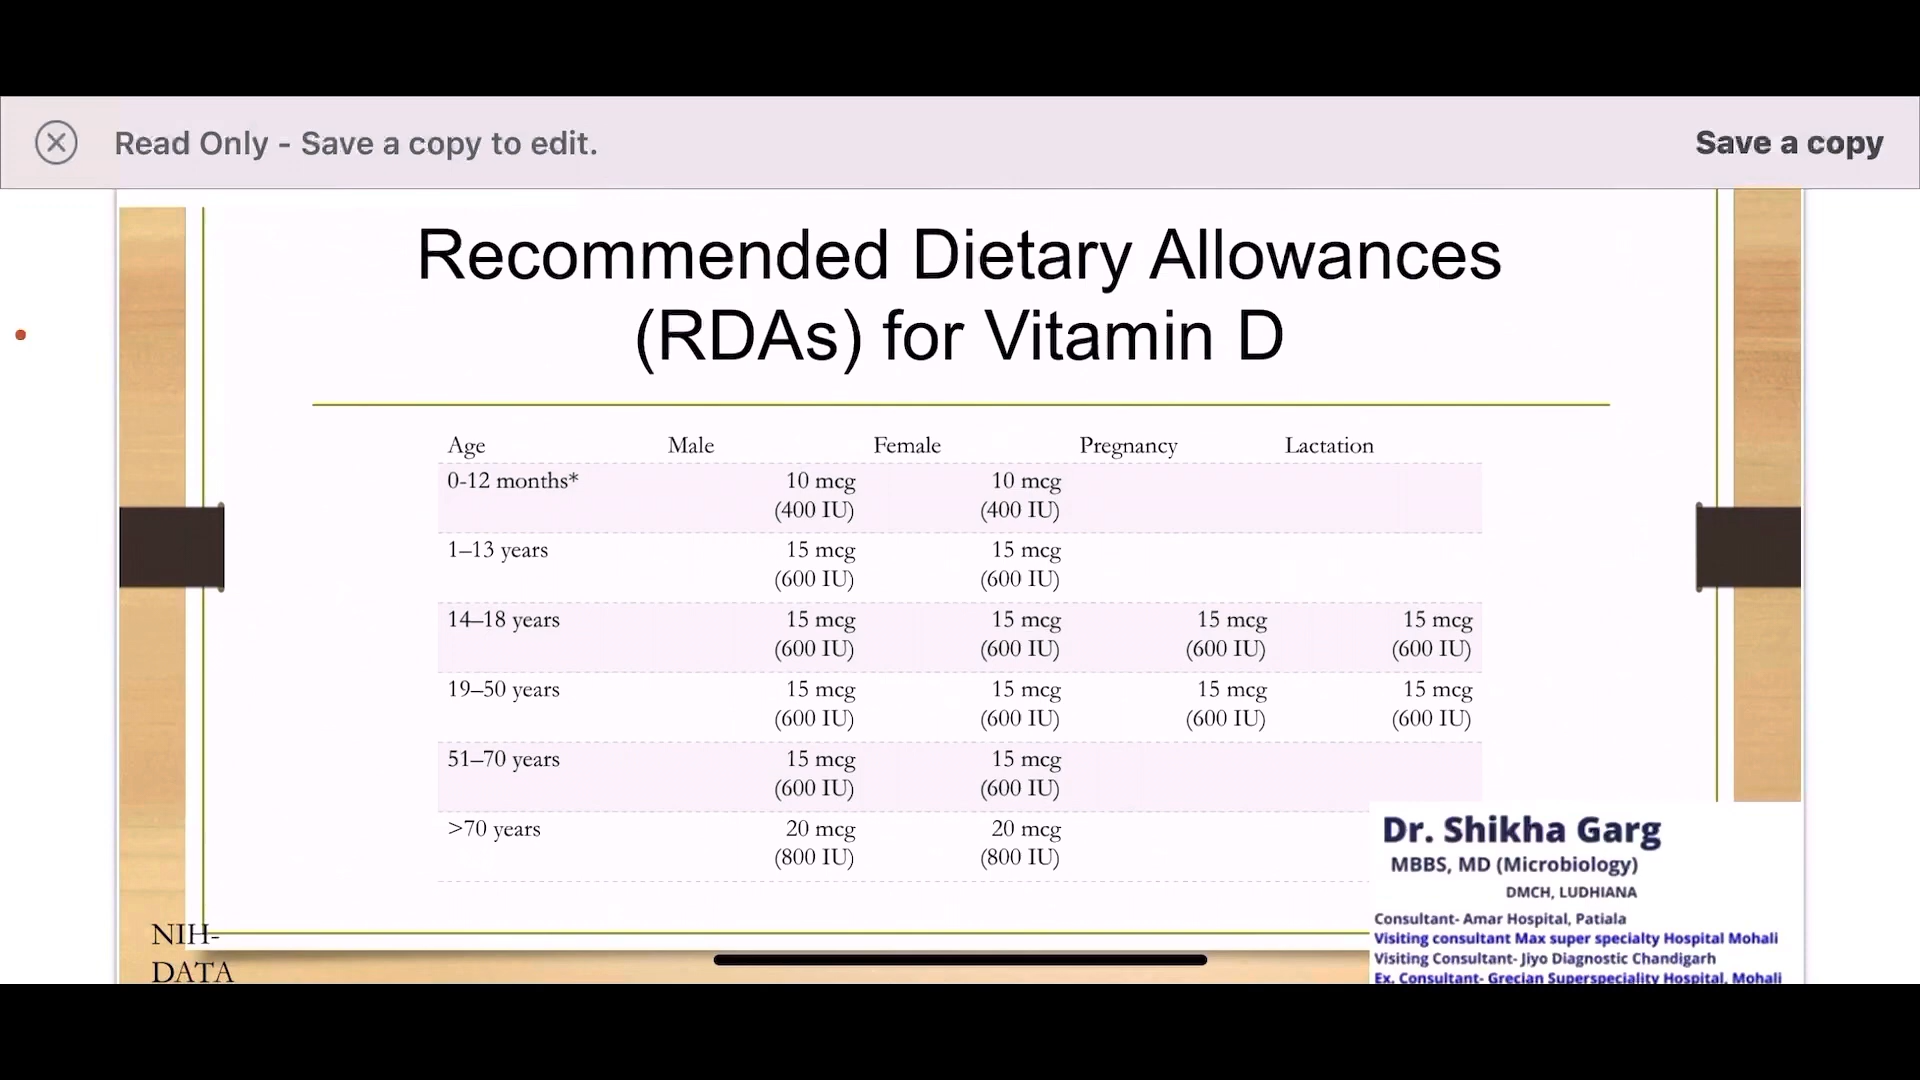 Read Only - Save a copy to edit.
Save a copy
Recommended Dietary Allowances
(RDAs) for Vitamin D
Age Male Female Pregnancy Lactation
0-12 months* 10 mcg 10 mcg
(400 IU) (400 IU)
1–13 years 15 mcg 15 mcg
(600 IU) (600 IU)
14–18 years 15 mcg 15 mcg 15 mcg 15 mcg
(600 IU) (600 IU) (600 IU) (600 IU)
19–50 years 15 mcg 15 mcg 15 mcg 15 mcg
(600 IU) (600 IU) (600 IU) (600 IU)
51–70 years 15 mcg 15 mcg
(600 IU) (600 IU)
>70 years 20 mcg 20 mcg
(800 IU) (800 IU)
NIH-
DATA
Dr. Shikha Garg
MBBS, MD (Microbiology)
DMCH, LUDHIANA
Consultant- Amar Hospital, Patiala
Visiting consultant Max super specialty Hospital Mohali
Visiting Consultant- Jiyo Diagnostic Chandigarh
Ex. Consultant- Grecian Superspeciality Hospital, Mohali